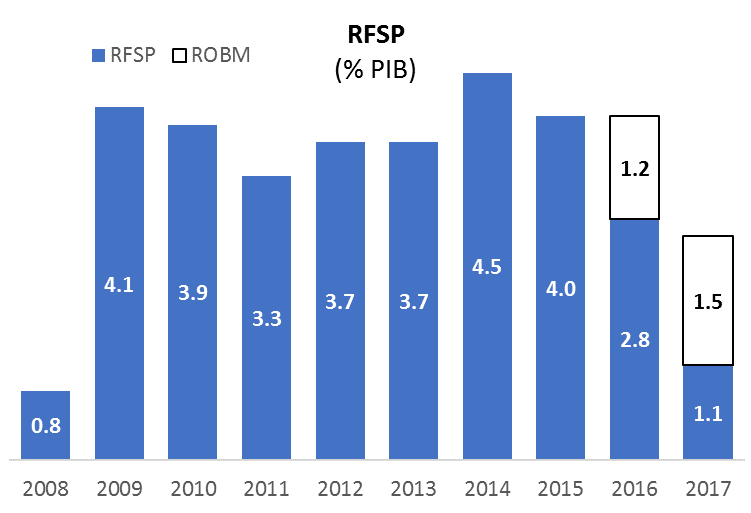 RFSP
(% PIB)
RFSP ROBM
0.8 4.1 3.9 3.3 3.7 3.7 4.5 4.0 2.8 1.2 1.1 1.5
2008 2009 2010 2011 2012 2013 2014 2015 2016 2017